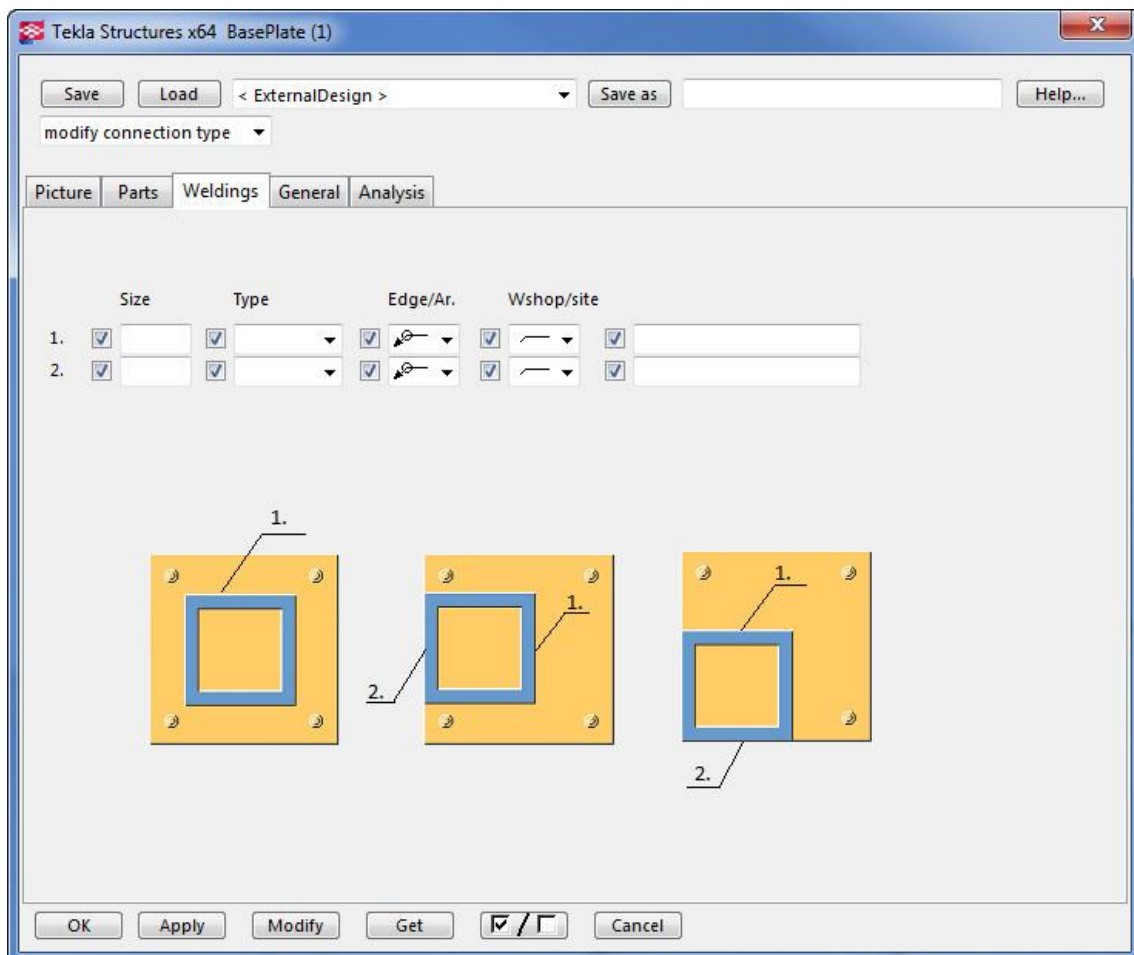 Tekla Structures x64 BasePlate (1)
Save Load < ExternalDesign > Save as Help...
modify connection type
Picture Parts Weldings General Analysis
Size Type Edge/Ar. Wshop/site
1.
2.
1.
1.
1.
2.
2.
OK Apply Modify Get / Cancel